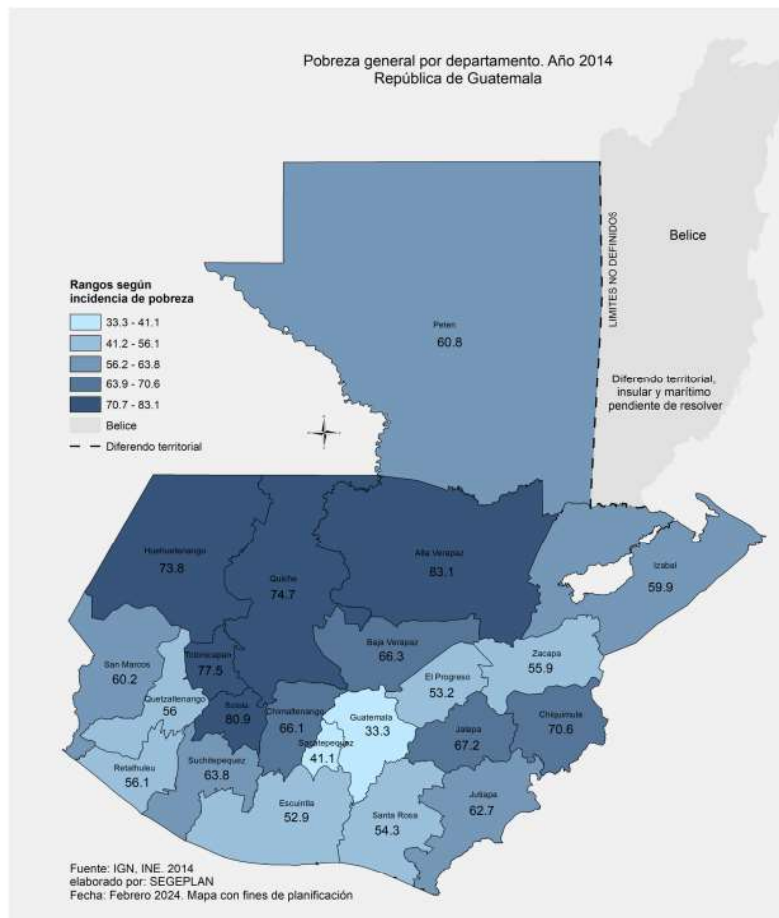 Pobreza general por departamento. Año 2014
República de Guatemala
LIMITES NO DEFINIDOS
Belice
Rangos según
incidencia de pobreza
33.3 - 41.1
41.2 - 56.1
56.2 - 63.8
63.9 - 70.6
70.7 - 83.1
Belice
Diferendo territorial
Peten
60.8
Diferendo territorial,
insular y marítimo
pendiente de resolver
Huehuetenango
73.8
Quiche
74.7
Alta Verapaz
83.1
Izabal
59.9
Baja Verapaz
66.3
Zacapa
55.9
El Progreso
53.2
San Marcos
60.2
Totonicapan
77.5
Quetzaltenango
56
Solola
80.9
Chimaltenango
66.1
Guatemala
33.3
Sacatepequez
41.1
Jalapa
67.2
Chiquimula
70.6
Retalhuleu
56.1
Suchitepequez
63.8
Escuintla
52.9
Santa Rosa
54.3
Jutiapa
62.7
Fuente: IGN, INE. 2014
elaborado por: SEGEPLAN
Fecha: Febrero 2024. Mapa con fines de planificación